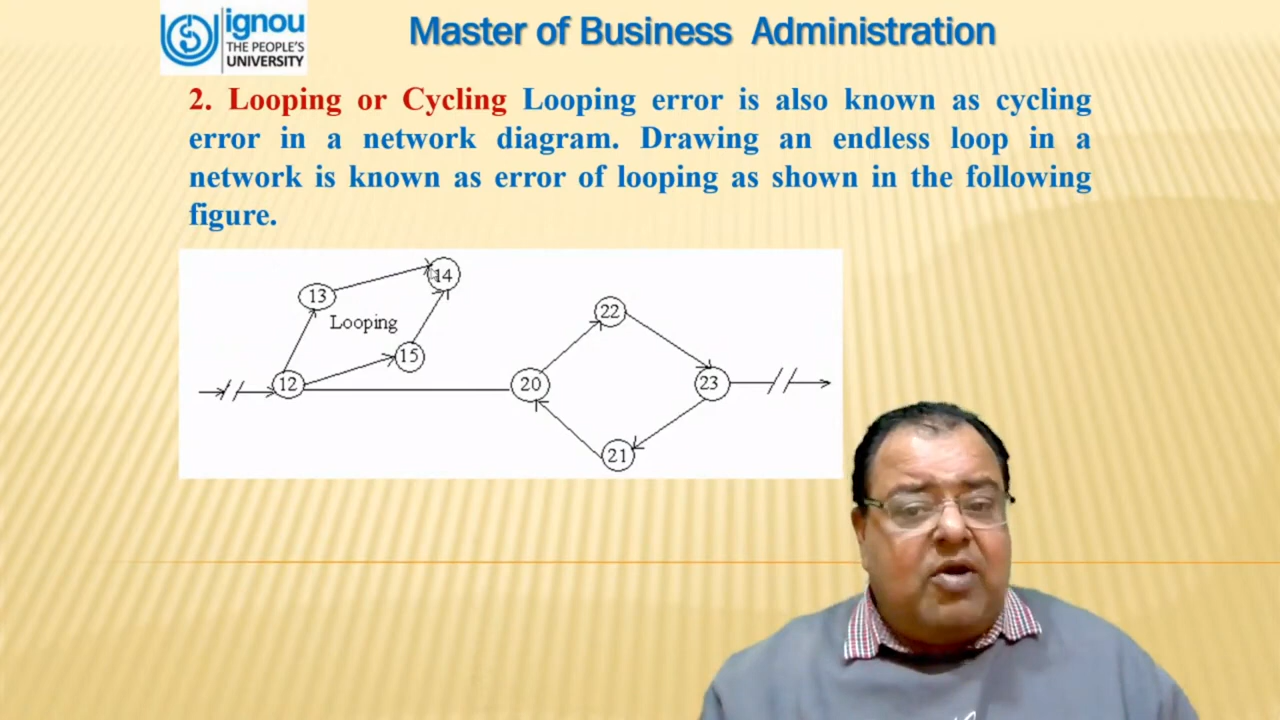 ignou
THE PEOPLE'S
UNIVERSITY
Master of Business Administration
2. Looping or Cycling Looping error is also known as cycling
error in a network diagram. Drawing an endless loop in a
network is known as error of looping as shown in the following
figure.
14
13
Looping
15
12
22
20
23
21